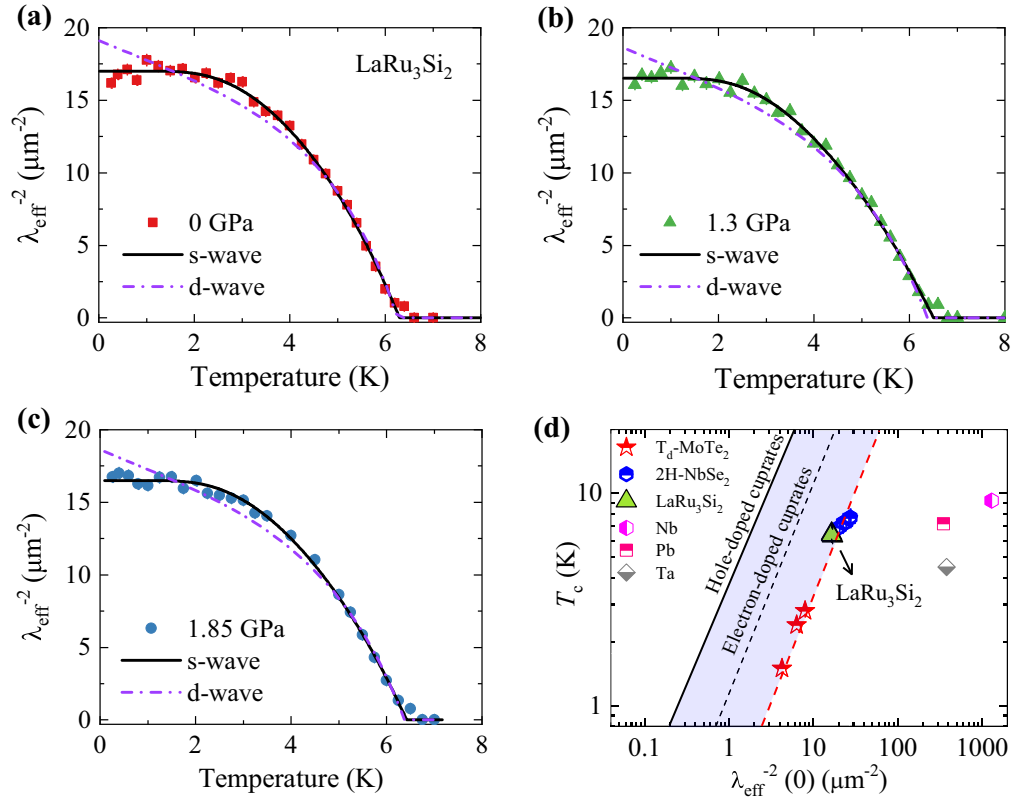 (a)
20
15
10
5
0
λeff⁻² (μm⁻²)
LaRu₃Si₂
0 GPa
s-wave
d-wave
0 2 4 6 8
Temperature (K)
(b)
20
15
10
5
0
λeff⁻² (μm⁻²)
1.3 GPa
s-wave
d-wave
0 2 4 6 8
Temperature (K)
(c)
20
15
10
5
0
λeff⁻² (μm⁻²)
1.85 GPa
s-wave
d-wave
0 2 4 6 8
Temperature (K)
(d)
10
1
Tc (K)
Td-MoTe₂
2H-NbSe₂
LaRu₃Si₂
Nb
Pb
Ta
Hole-doped cuprates
Electron-doped cuprates
LaRu₃Si₂
0.1 1 10 100 1000
λeff⁻² (0) (μm⁻²)